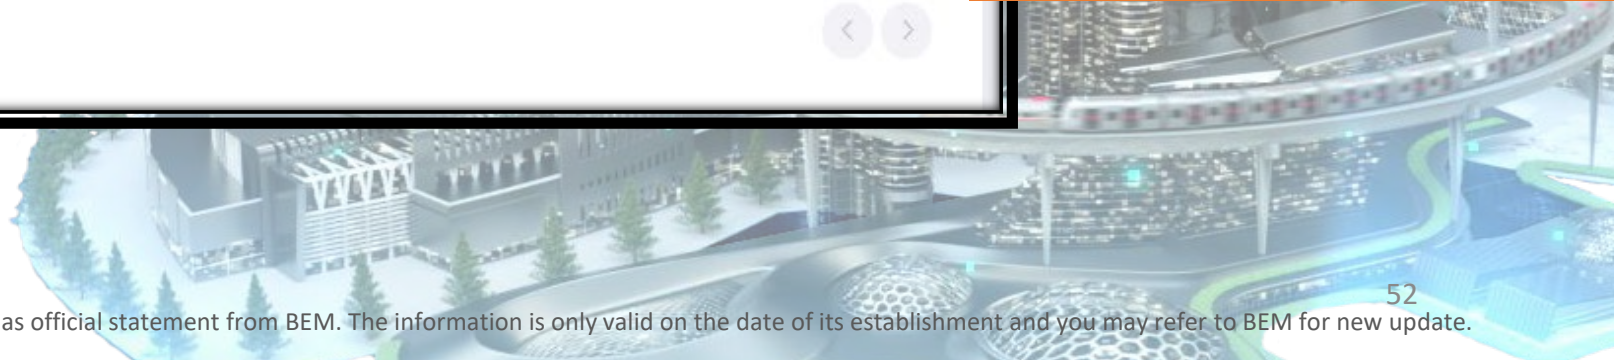 52
as official statement from BEM. The information is only valid on the date of its establishment and you may refer to BEM for new update.